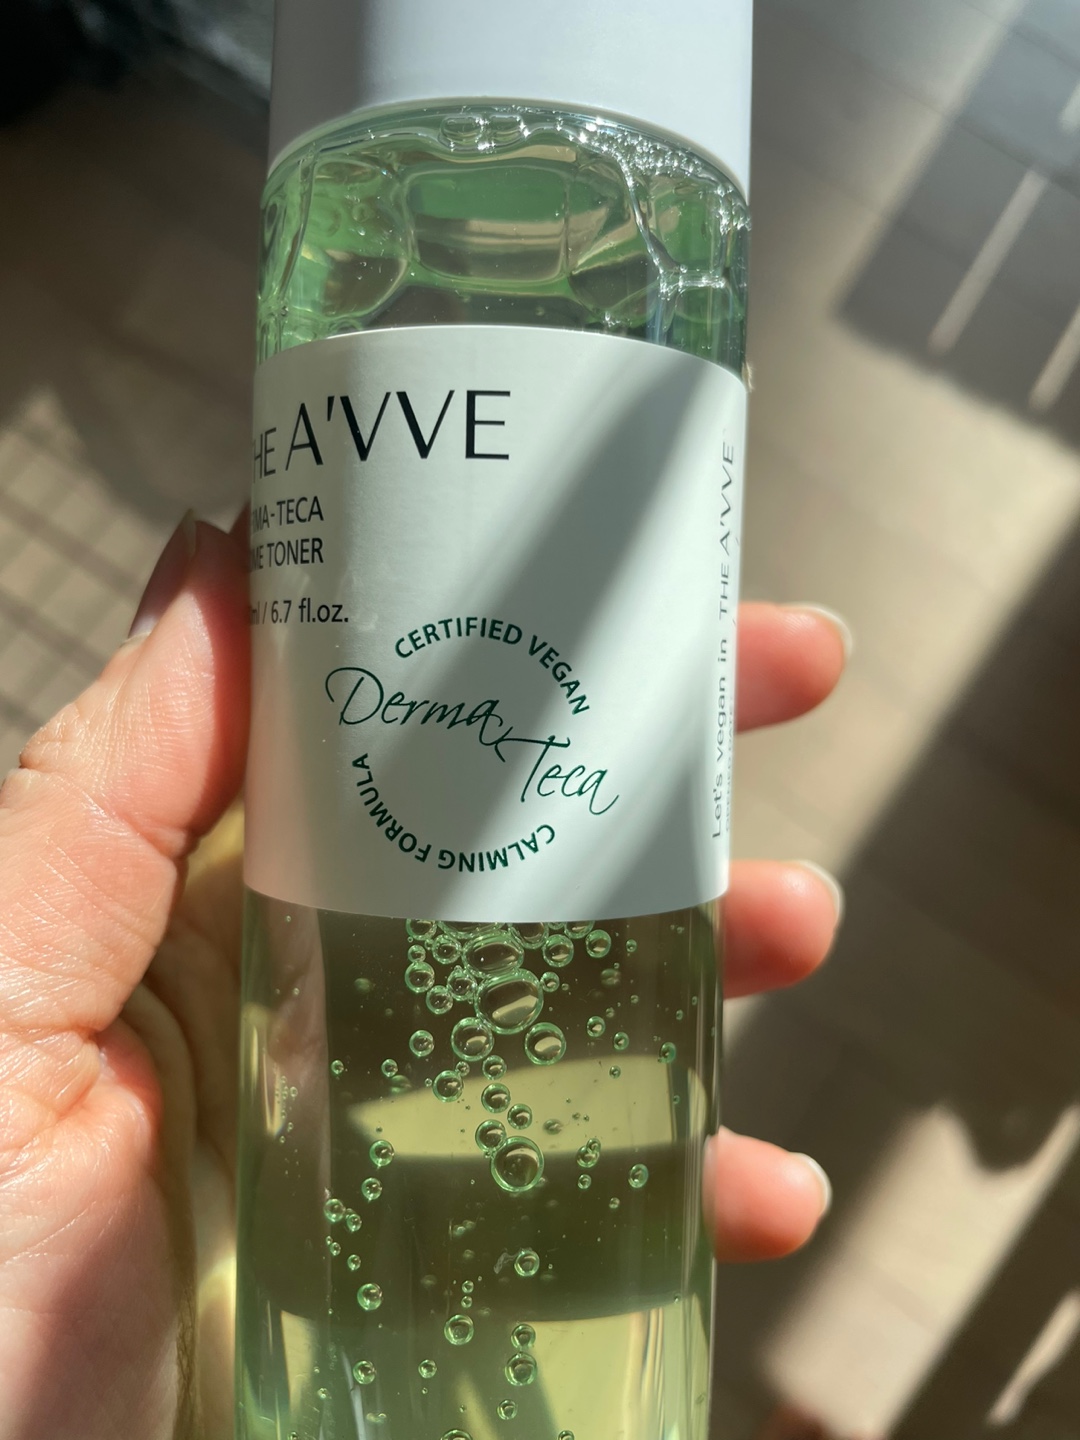 THE A'VVE
MA-TECA
ME TONER
ml / 6.7 fl.oz.
CERTIFIED VEGAN
Derma Teca
CALMING FORMULA
Let's vegan in THE A'VVE